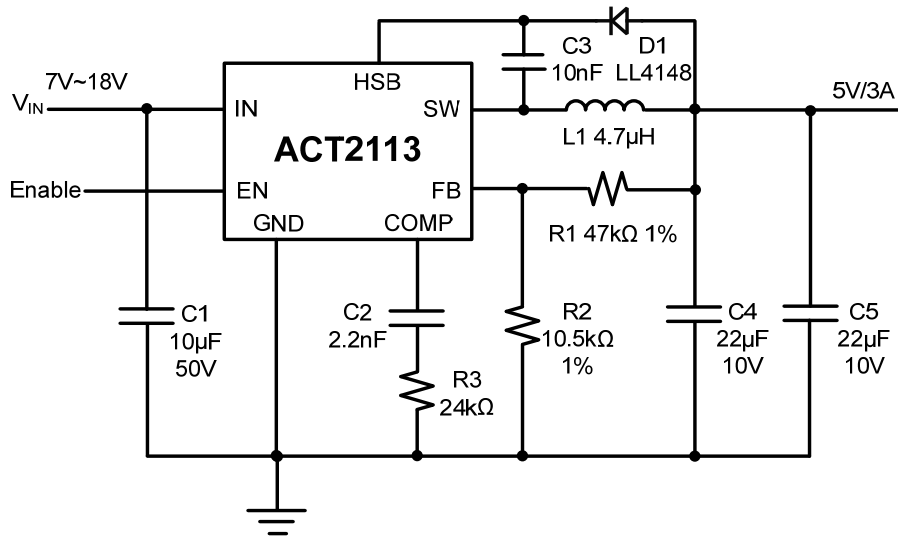 C3
10nF
D1
LL4148
7V~18V
HSB
5V/3A
VIN
IN
SW
L1 4.7µH
ACT2113
Enable
EN
FB
GND
COMP
R1 47kΩ 1%
C1
10µF
50V
C2
2.2nF
R2
10.5kΩ
1%
C4
22µF
10V
C5
22µF
10V
R3
24kΩ